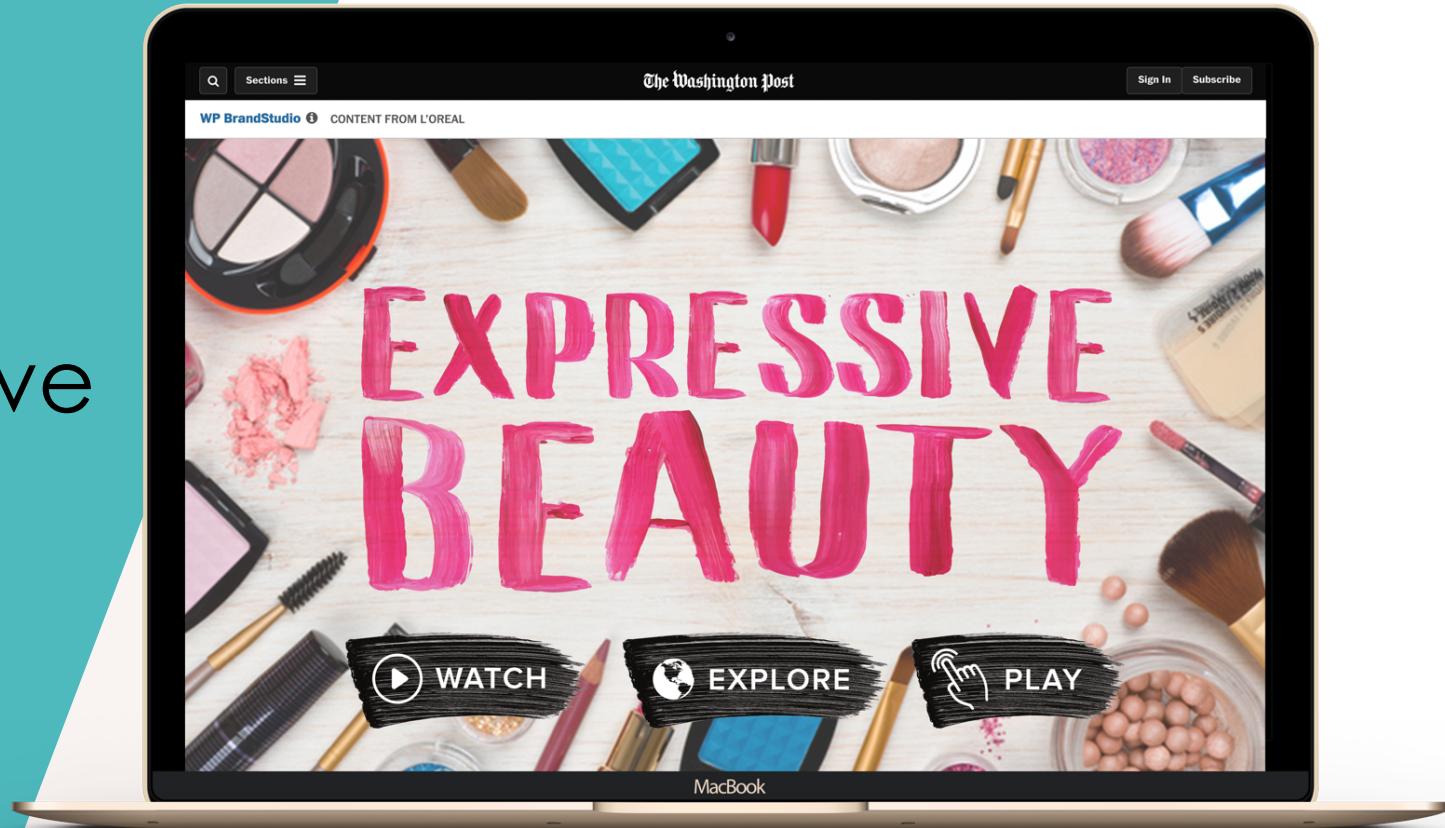 The Washington Post
Sections
Sign In Subscribe
WP BrandStudio CONTENT FROM L'OREAL
ve
EXPRESSIVE
BEAUTY
WATCH EXPLORE PLAY
MacBook